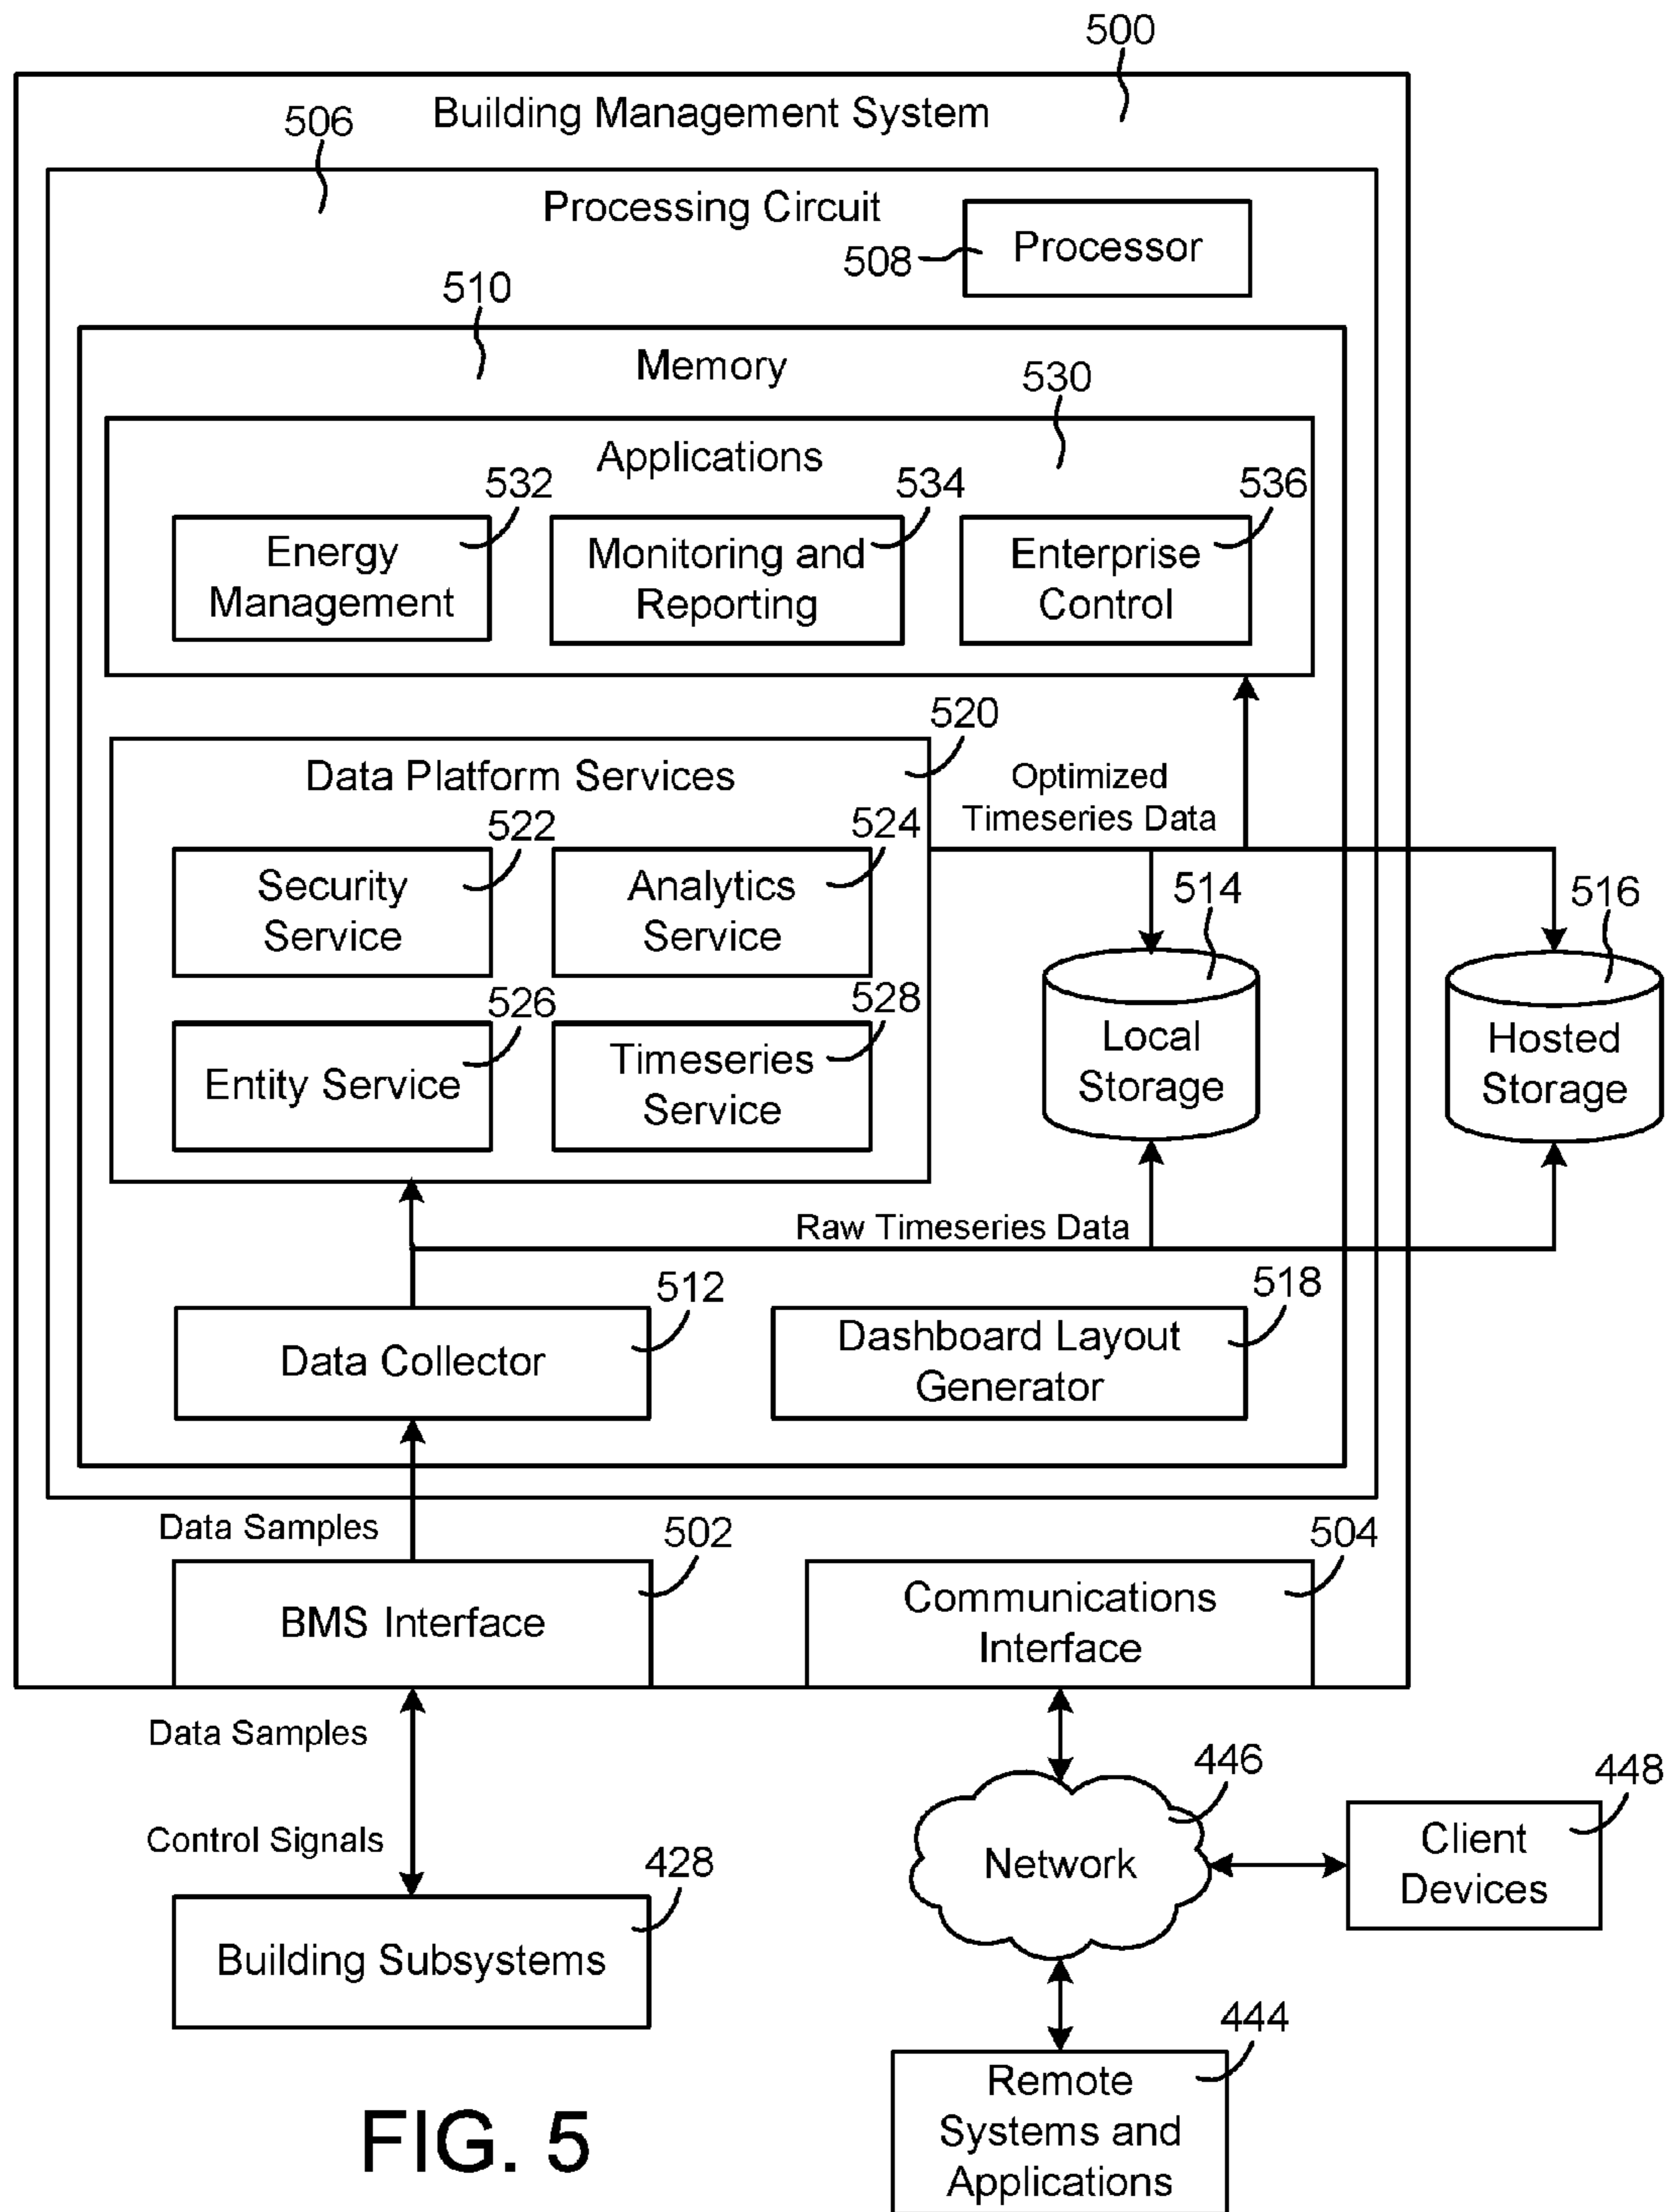 500
Building Management System
506
Processing Circuit
508
Processor
510
Memory
530
Applications
532
Energy
Management
534
Monitoring and
Reporting
536
Enterprise
Control
520
Data Platform Services
522
Security
Service
524
Analytics
Service
526
Entity Service
528
Timeseries
Service
Optimized
Timeseries Data
514
Local
Storage
516
Hosted
Storage
Raw Timeseries Data
512
Data Collector
518
Dashboard Layout
Generator
Data Samples
502
BMS Interface
504
Communications
Interface
Data Samples
Control Signals
428
Building Subsystems
446
Network
448
Client
Devices
444
Remote
Systems and
Applications
FIG. 5